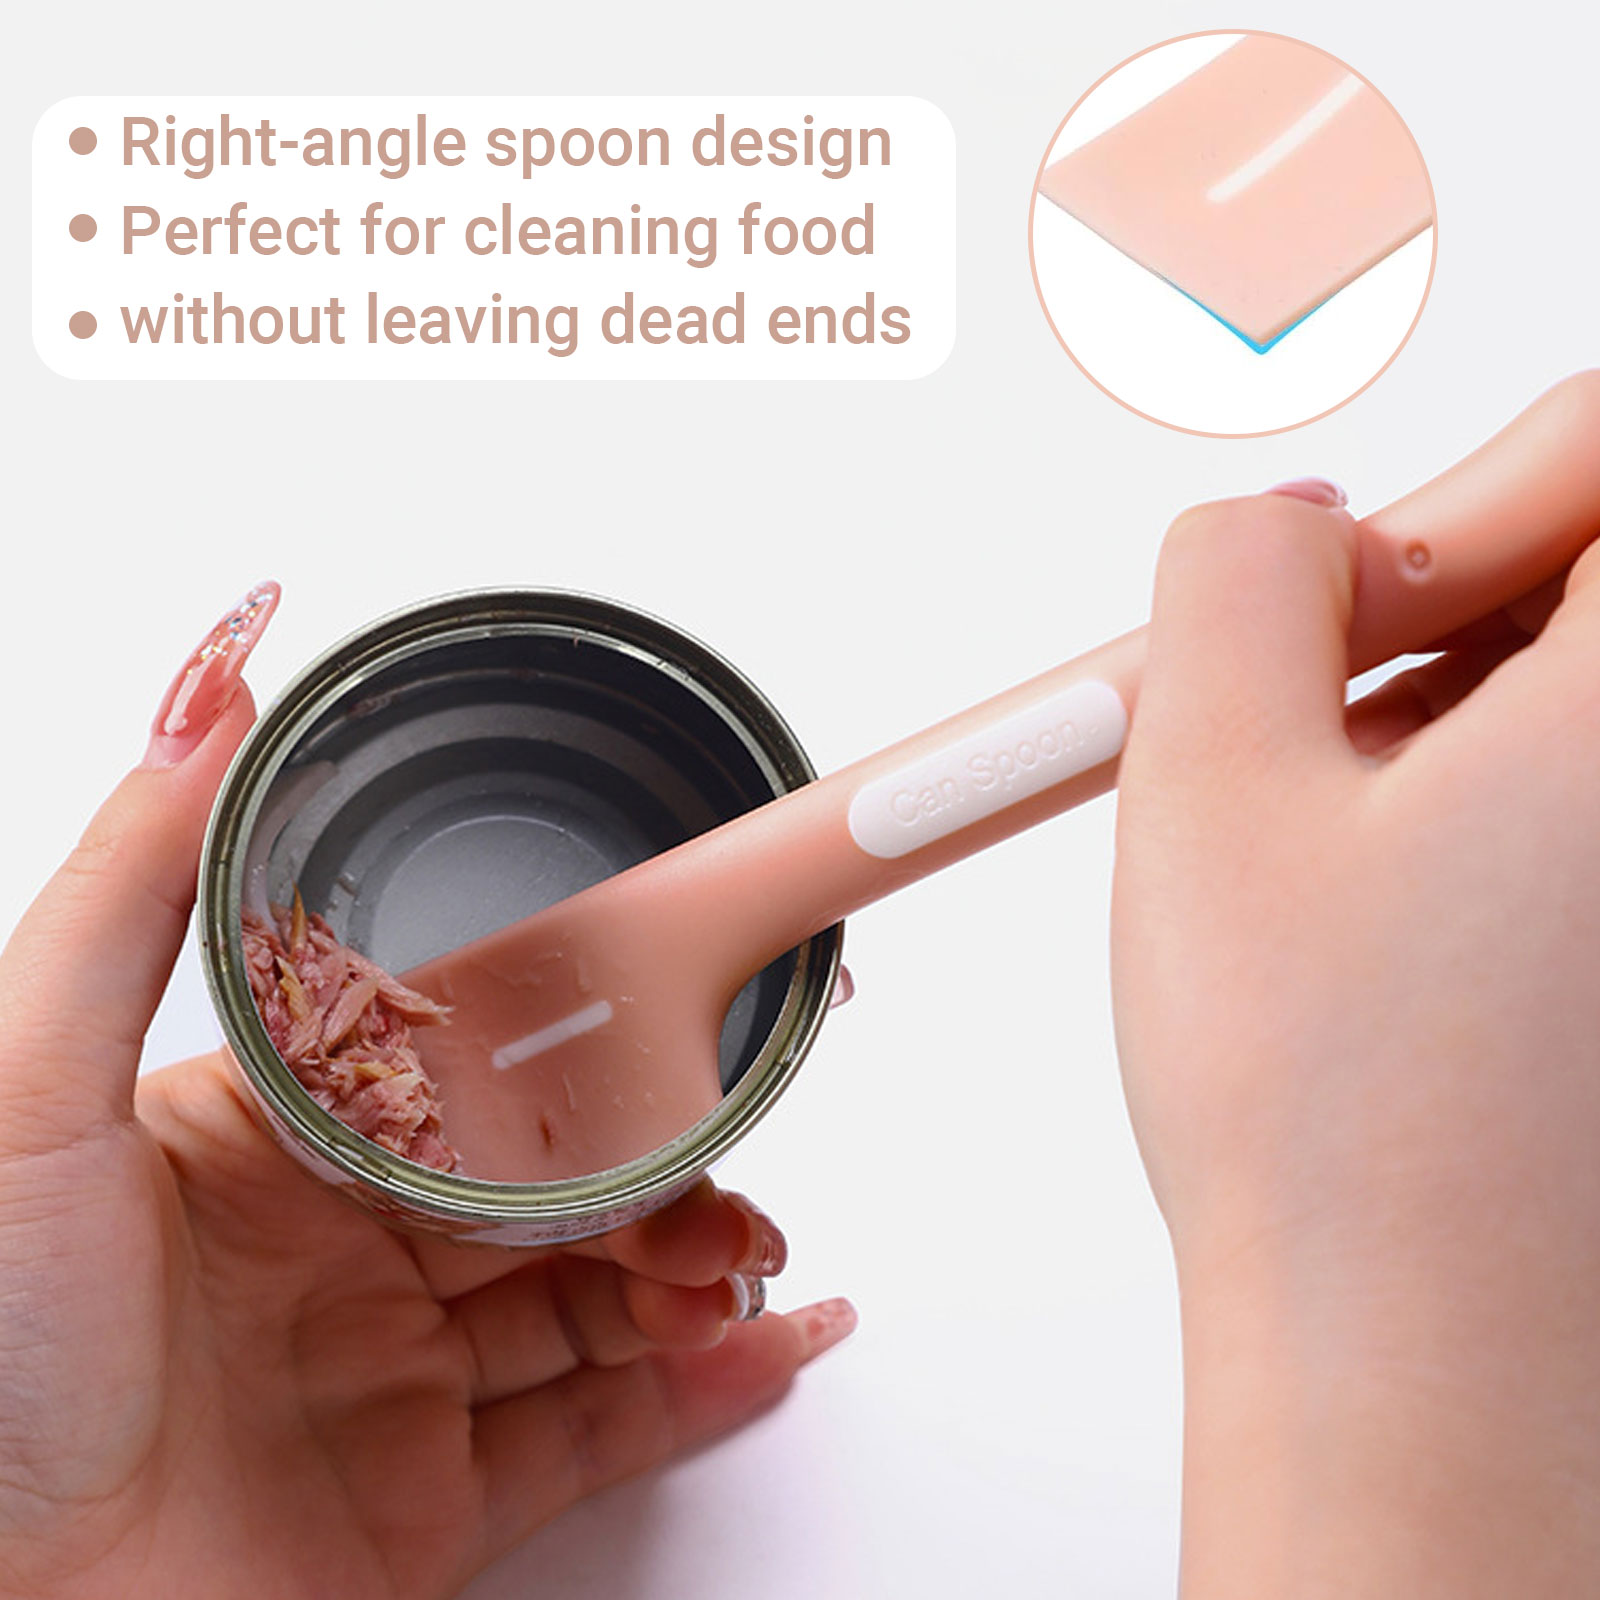 Right-angle spoon design
Perfect for cleaning food
without leaving dead ends
Can Spoon